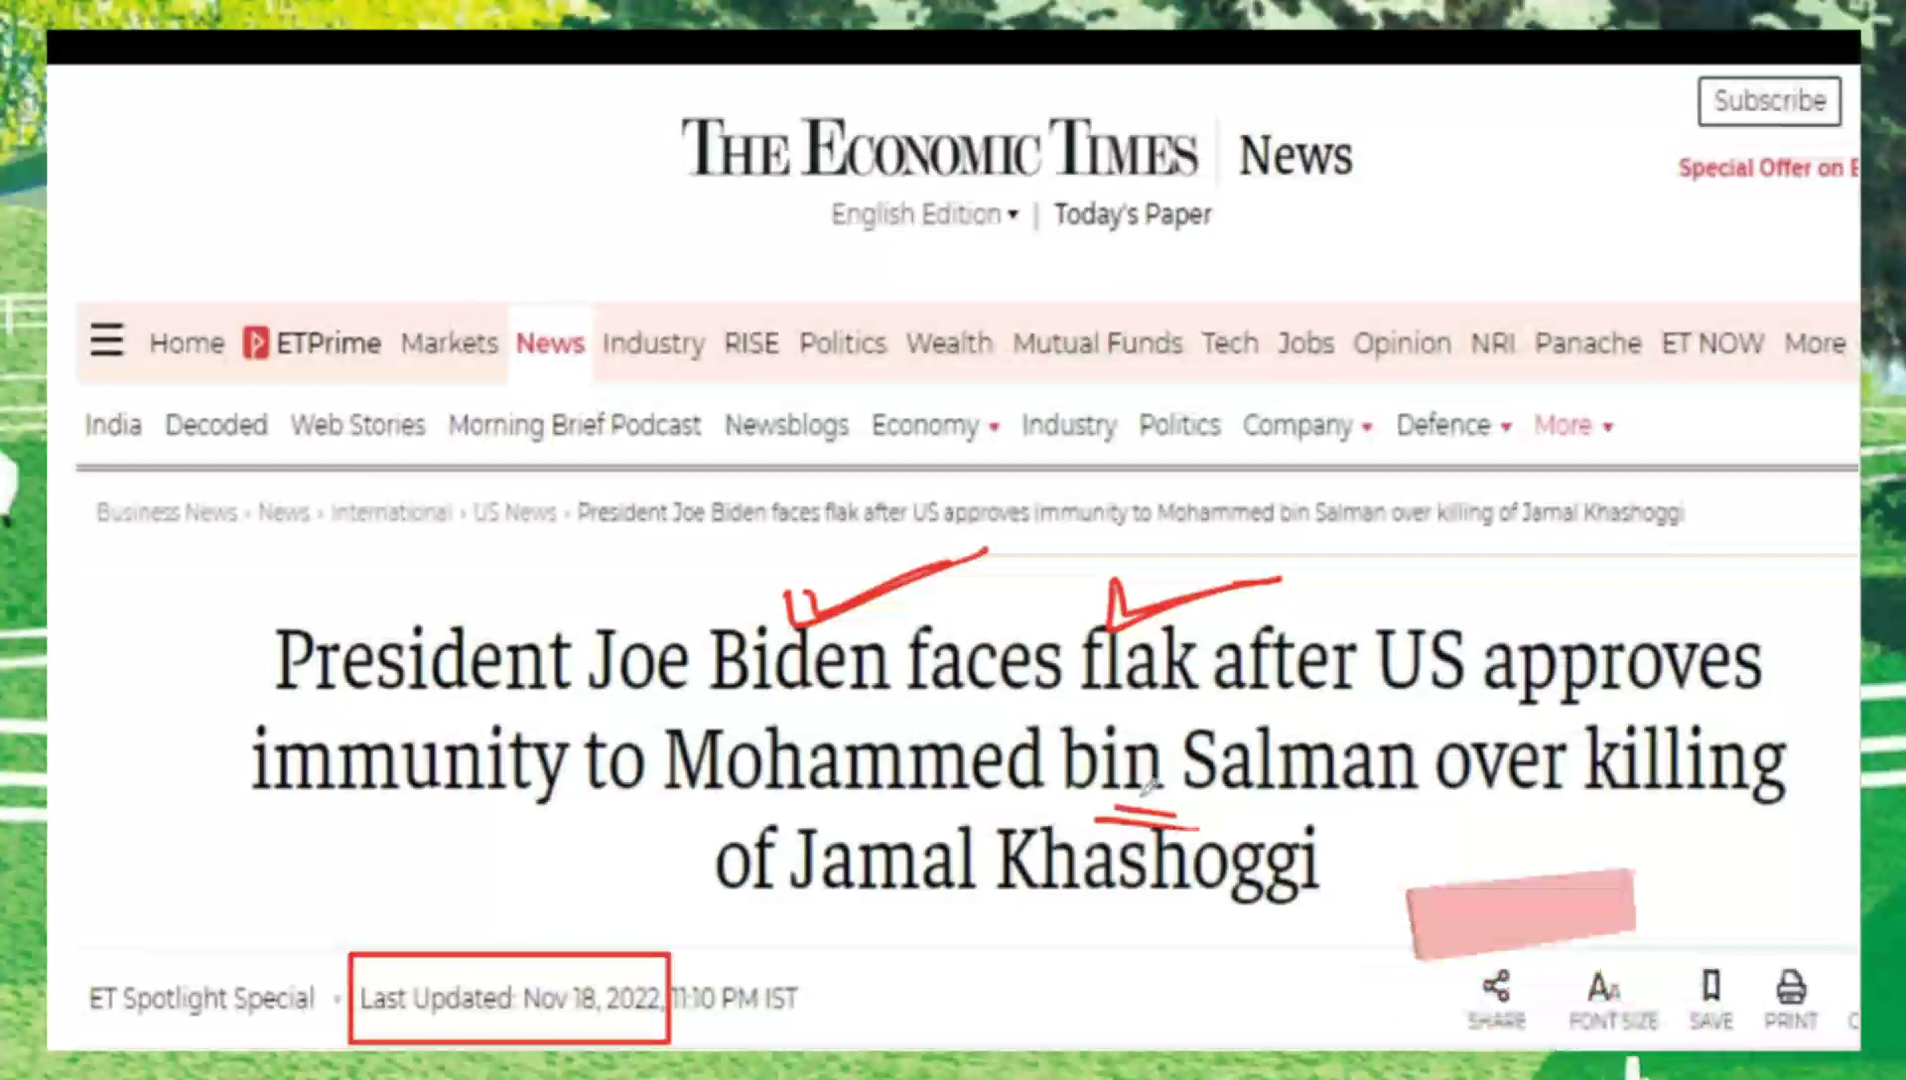 Subscribe
THE ECONOMIC TIMES | News
Special Offer on
English Edition ▾ | Today's Paper
Home ETPrime Markets News Industry RISE Politics Wealth Mutual Funds Tech Jobs Opinion NRI Panache ET NOW More
India Decoded Web Stories Morning Brief Podcast Newsblogs Economy ▾ Industry Politics Company ▾ Defence ▾ More ▾
Business News › News › International › US News › President Joe Biden faces flak after US approves immunity to Mohammed bin Salman over killing of Jamal Khashoggi
President Joe Biden faces flak after US approves
immunity to Mohammed bin Salman over killing
of Jamal Khashoggi
ET Spotlight Special • Last Updated: Nov 18, 2022, 11:10 PM IST
SHARE FONT SIZE SAVE PRINT